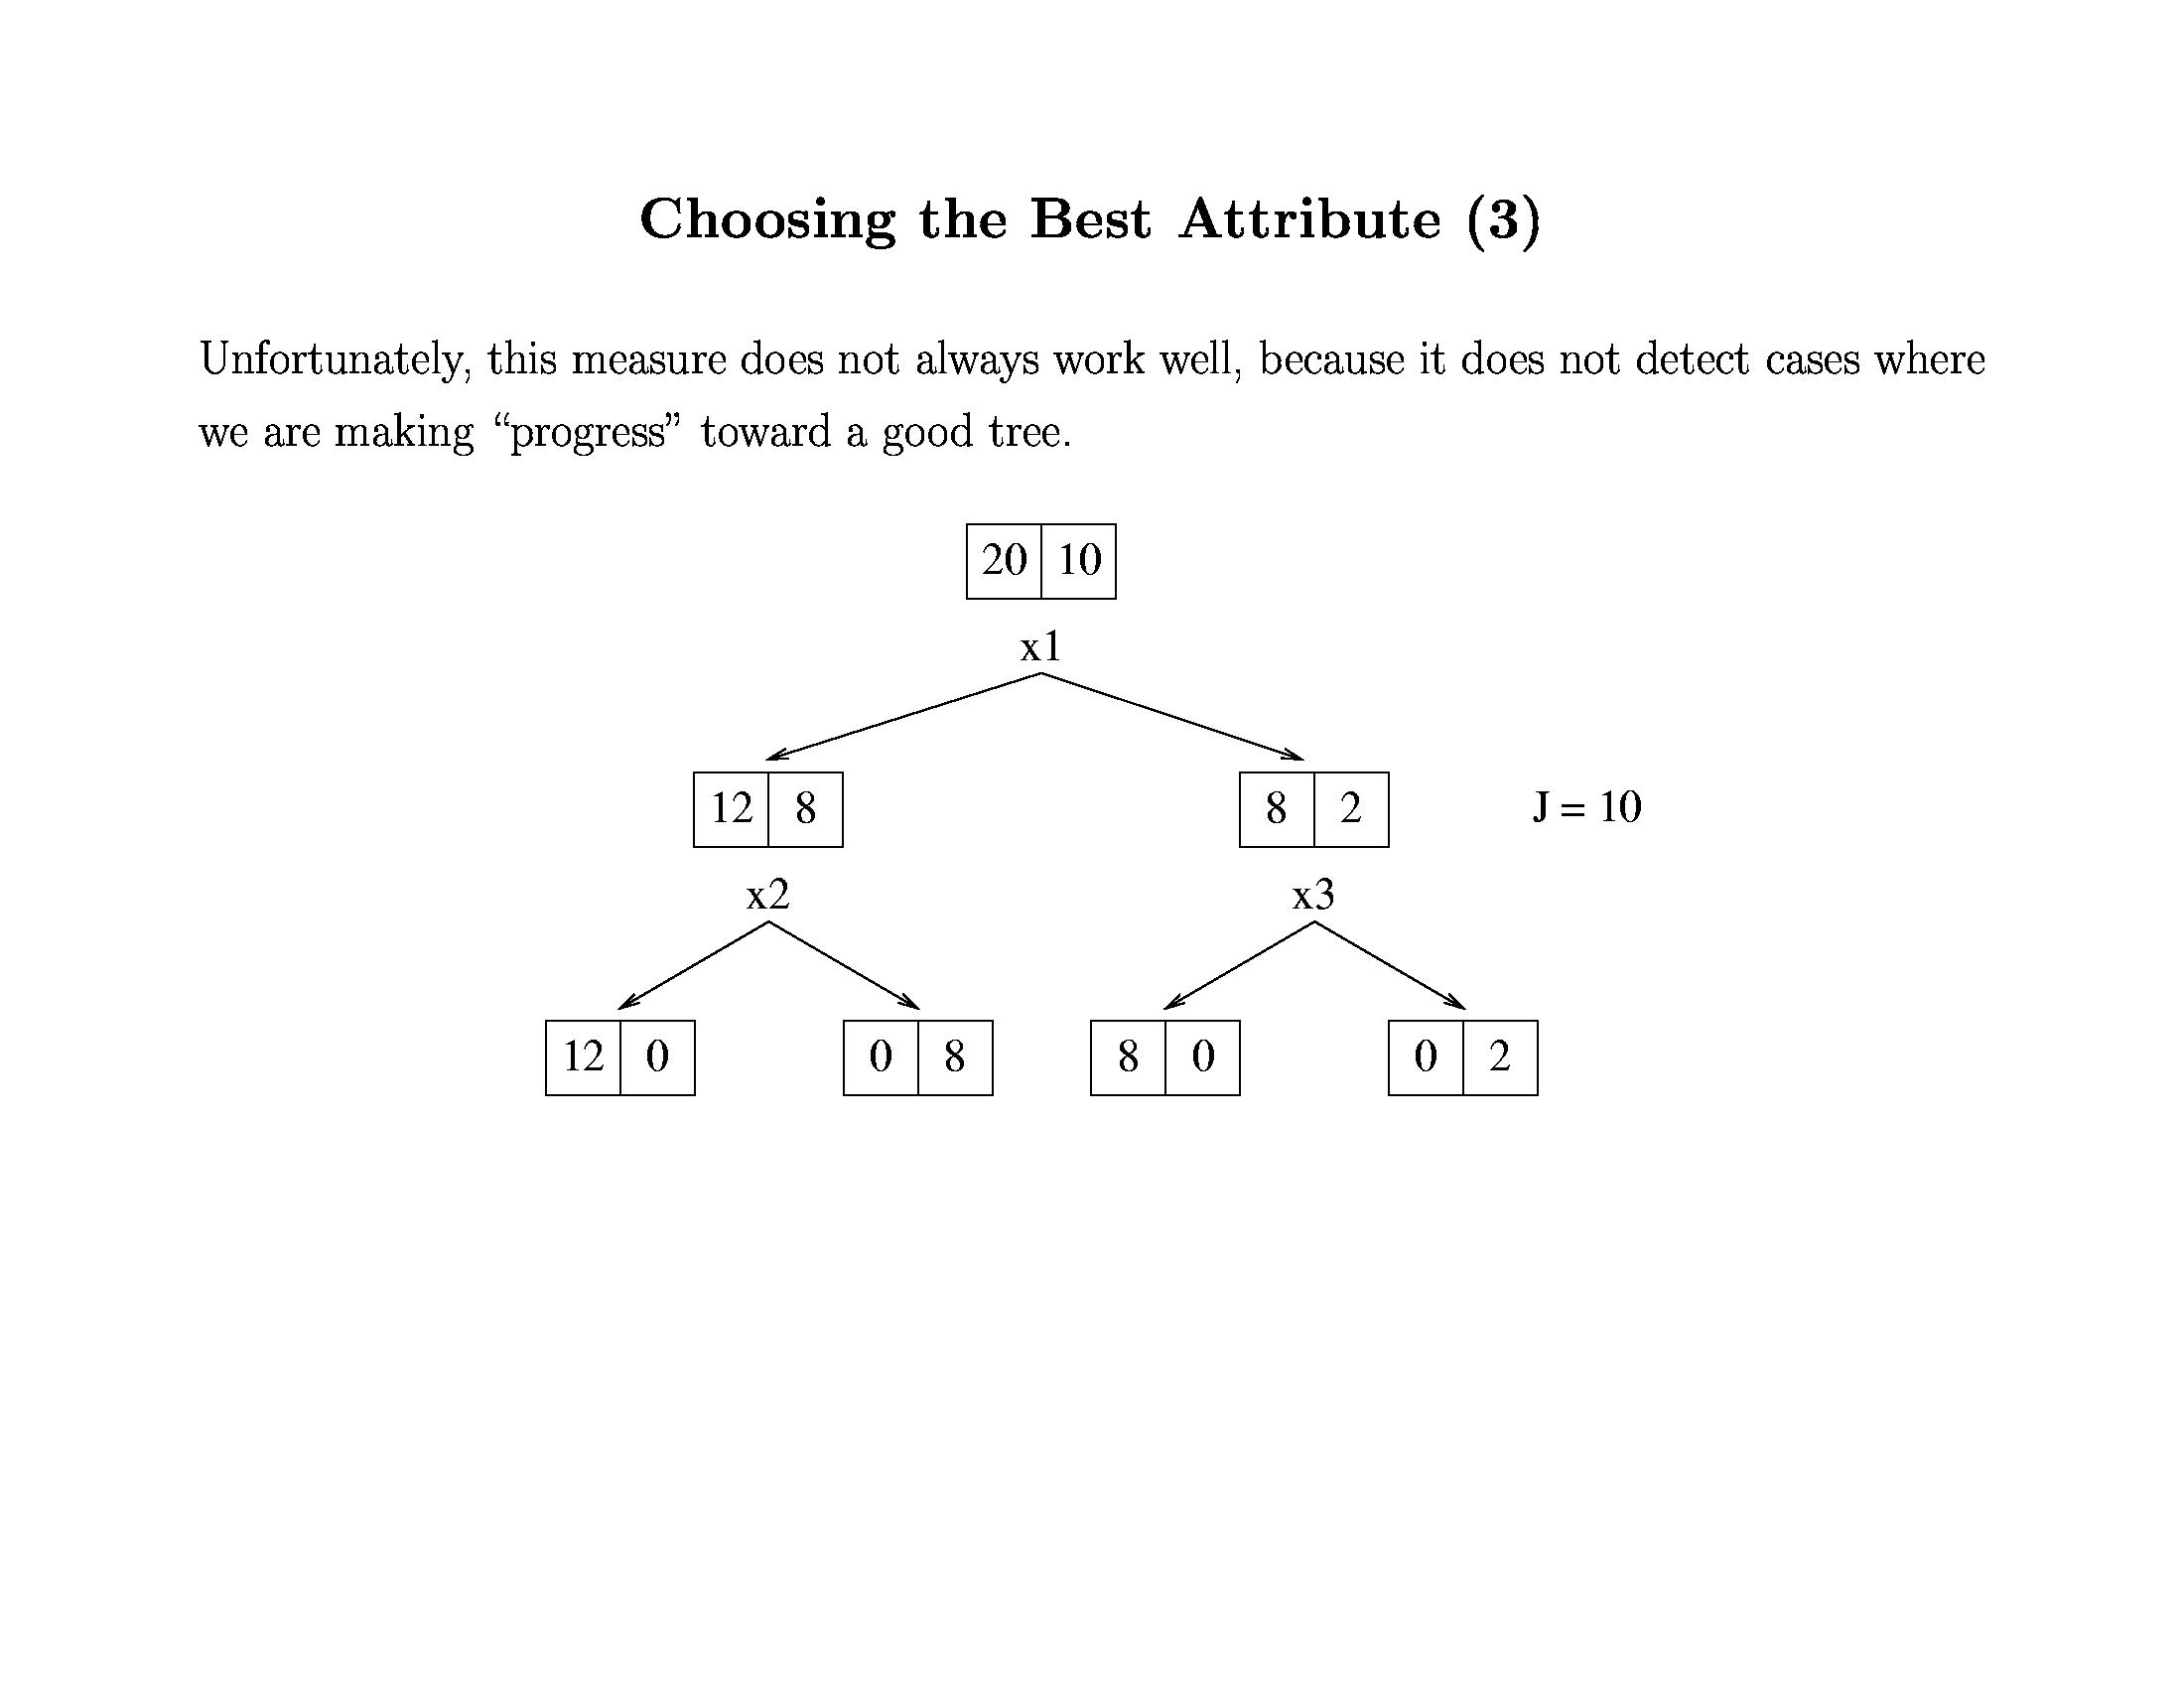 Choosing the Best Attribute (3)
Unfortunately, this measure does not always work well, because it does not detect cases where
we are making “progress” toward a good tree.
20 10
x1
12 8 8 2 J = 10
x2 x3
12 0 0 8 8 0 0 2